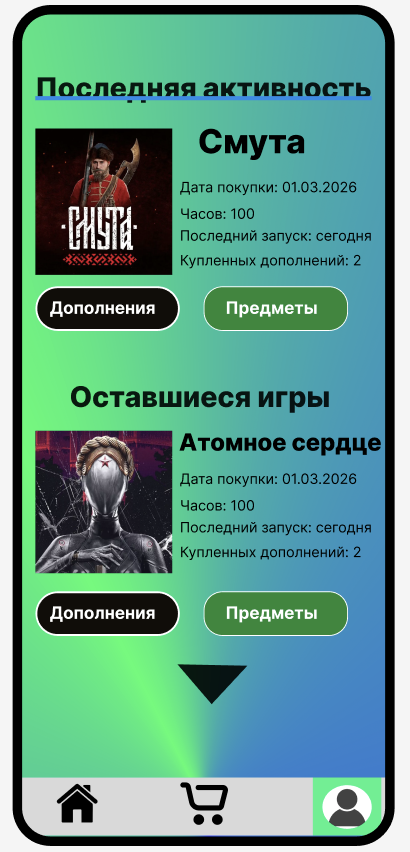 Последняя активность
Смута
СМУТА
Дата покупки: 01.03.2026
Часов: 100
Последний запуск: сегодня
Купленных дополнений: 2
Дополнения
Предметы
Оставшиеся игры
Атомное сердце
Дата покупки: 01.03.2026
Часов: 100
Последний запуск: сегодня
Купленных дополнений: 2
Дополнения
Предметы